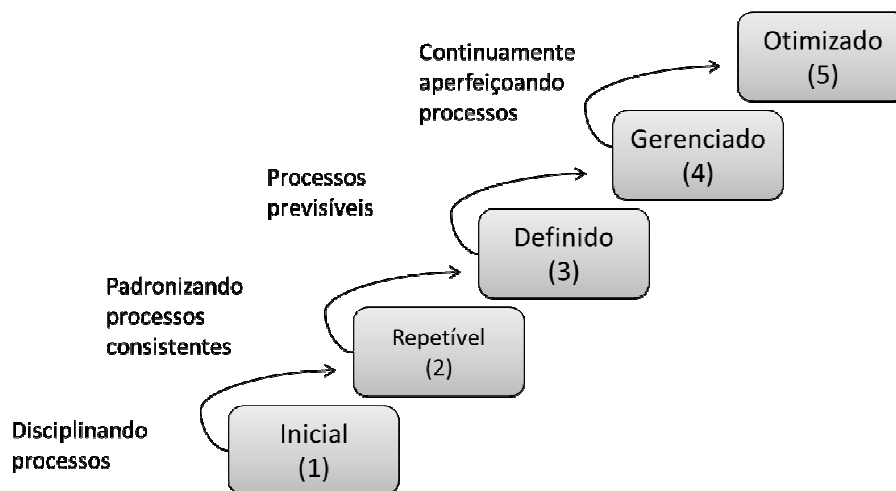 Continuamente
aperfeiçoando
processos
Otimizado
(5)
Processos
previsíveis
Gerenciado
(4)
Padronizando
processos
consistentes
Definido
(3)
Disciplinando
processos
Repetível
(2)
Inicial
(1)